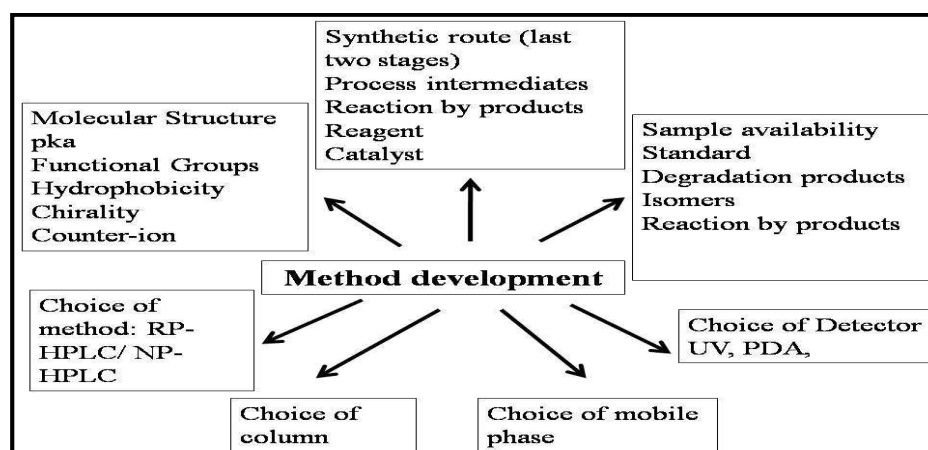 Synthetic route (last
two stages)
Process intermediates
Reaction by products
Reagent
Catalyst
Molecular Structure
pka
Functional Groups
Hydrophobicity
Chirality
Counter-ion
Sample availability
Standard
Degradation products
Isomers
Reaction by products
Method development
Choice of
method: RP-
HPLC/ NP-
HPLC
Choice of Detector
UV, PDA,
Choice of
column
Choice of mobile
phase